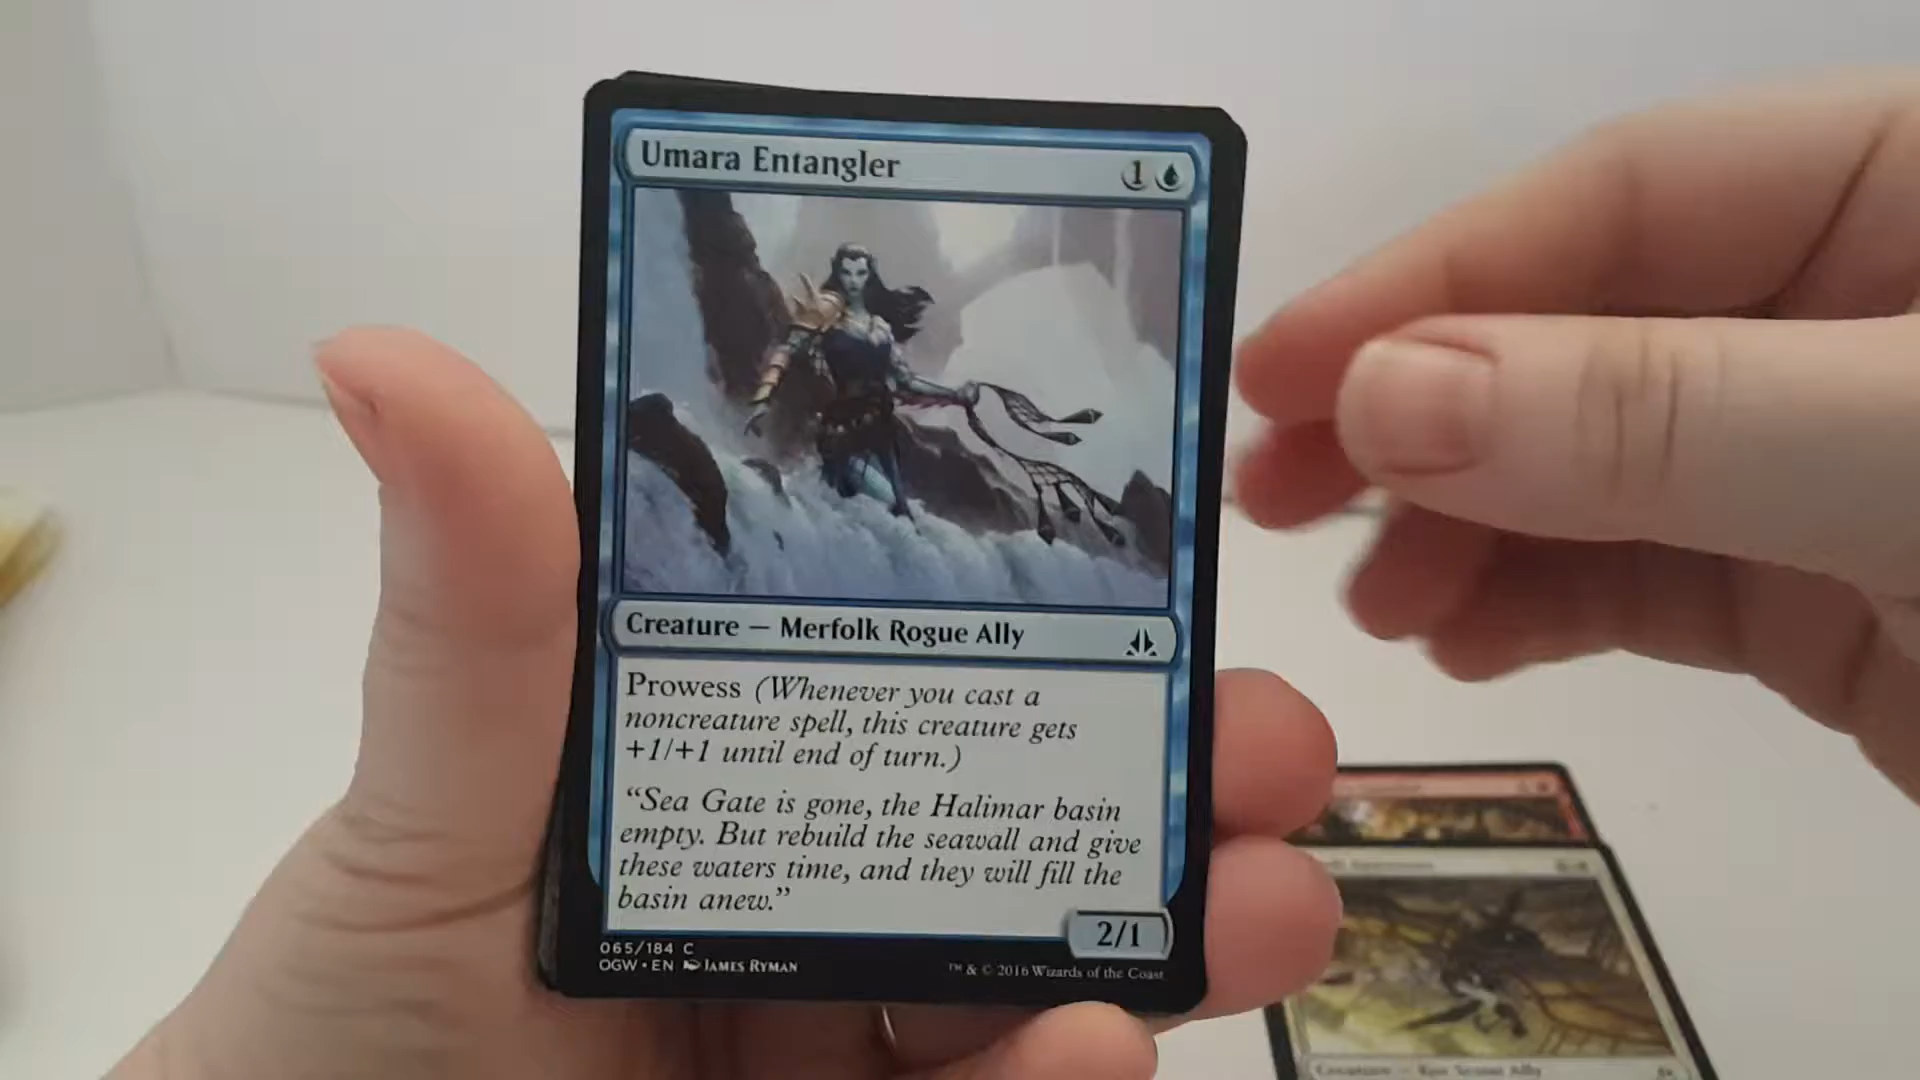 Umara Entangler 1
Creature — Merfolk Rogue Ally
Prowess (Whenever you cast a
noncreature spell, this creature gets
+1/+1 until end of turn.)
“Sea Gate is gone, the Halimar basin
empty. But rebuild the seawall and give
these waters time, and they will fill the
basin anew.”
2/1
065/184 C
OGW • EN JAMES RYMAN
™ & © 2016 Wizards of the Coast
Creature — Kor Scout Ally